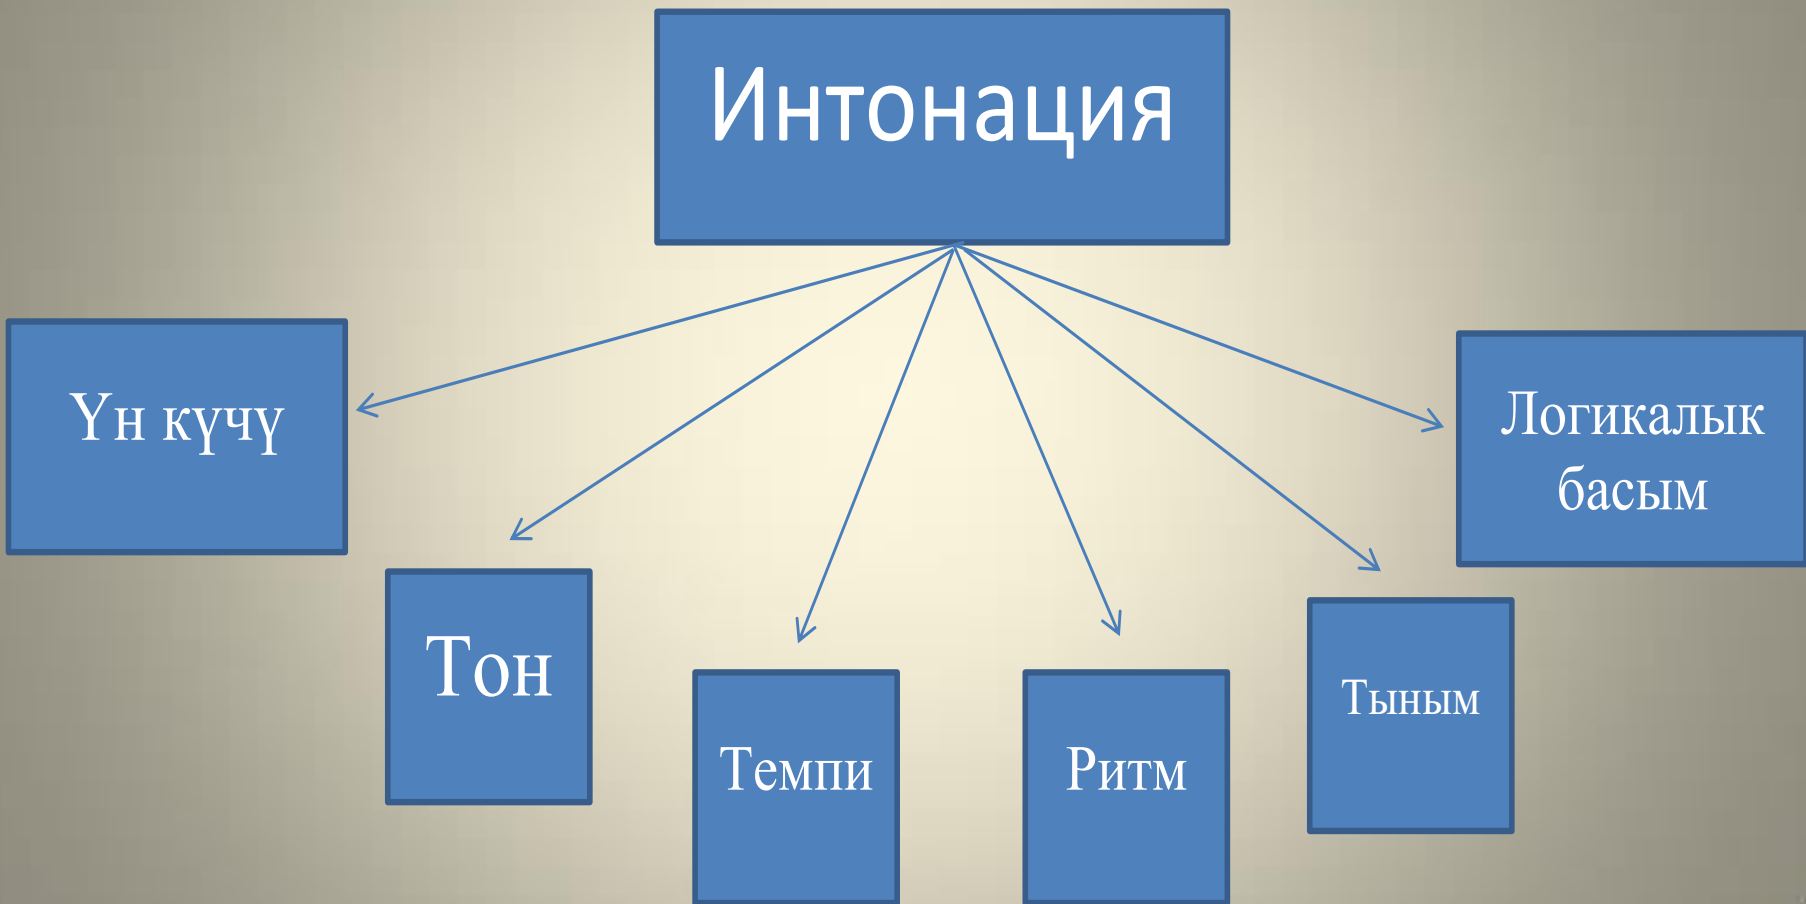 Интонация
Үн күчү
Логикалык
басым
Тон
Тыным
Темпи
Ритм